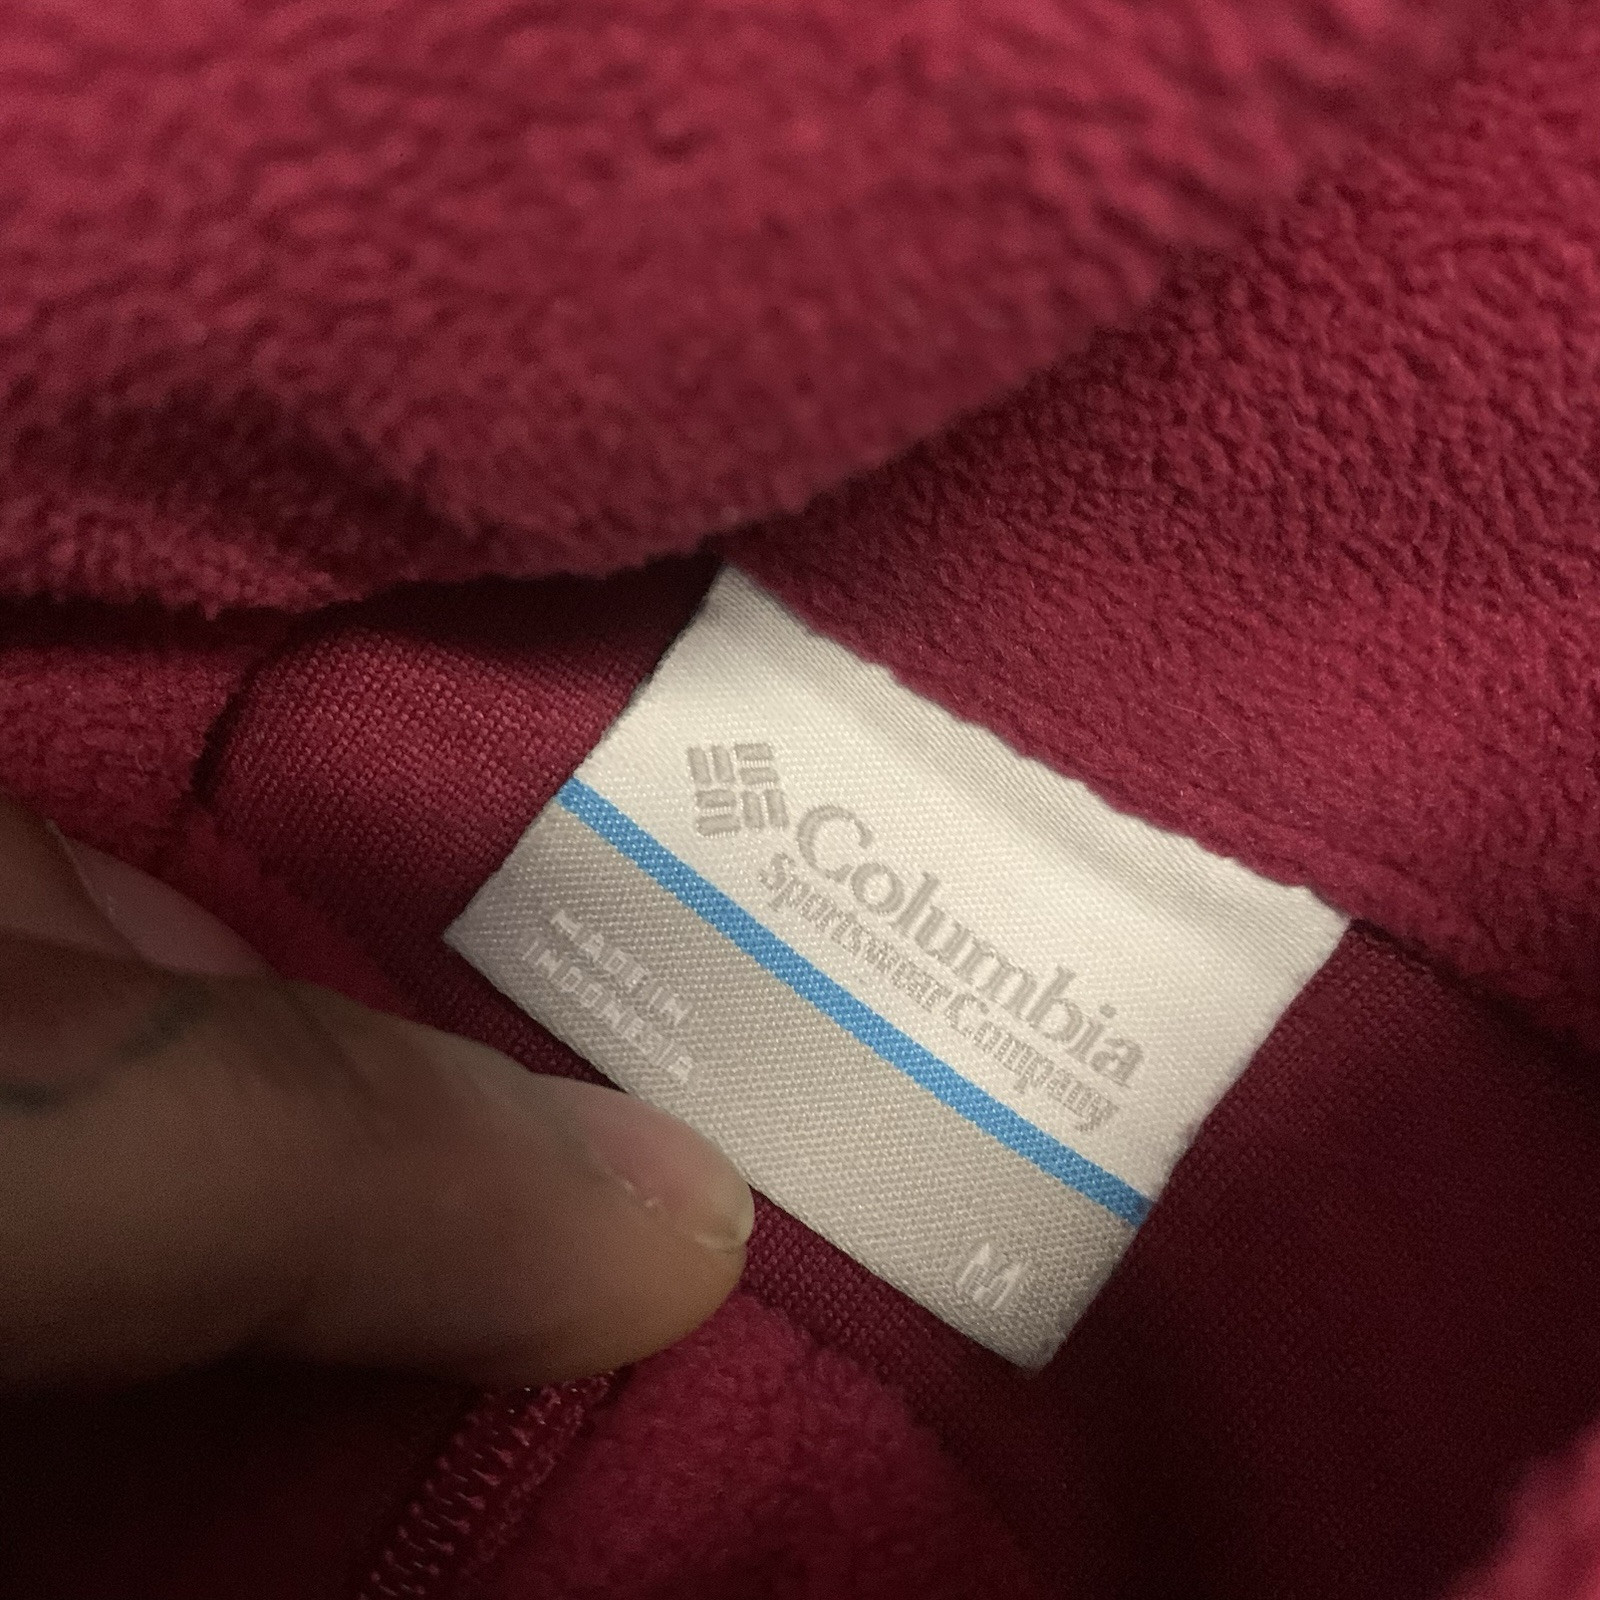 Columbia
Sportswear Company
MADE IN
INDONESIA
M